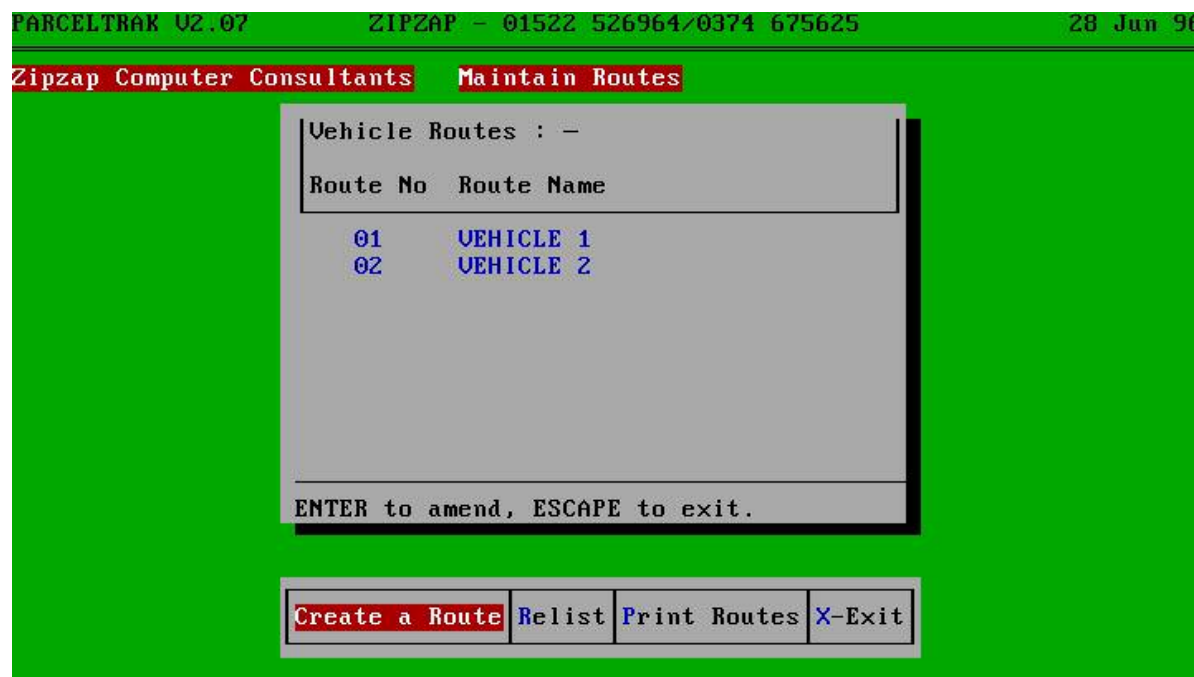 PARCELTRAK V2.07 ZIPZAP - 01522 526964/0374 675625 28 Jun 96
Zipzap Computer Consultants Maintain Routes
Vehicle Routes : -
Route No Route Name
01 VEHICLE 1
02 VEHICLE 2
ENTER to amend, ESCAPE to exit.
Create a Route Relist Print Routes X-Exit